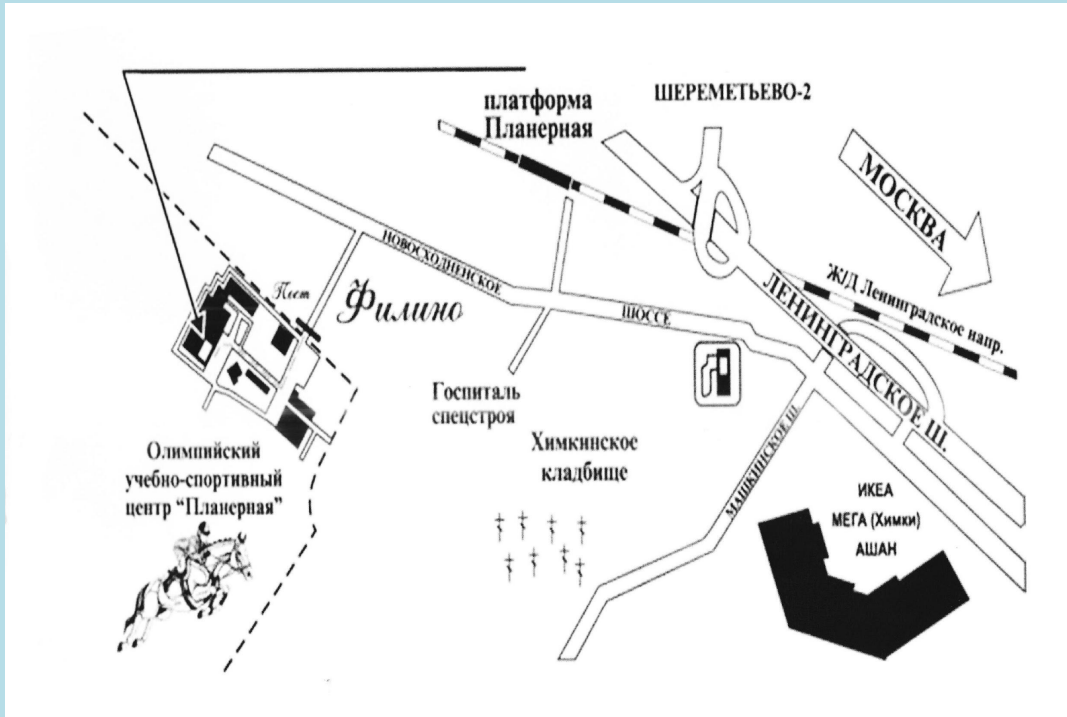 ШЕРЕМЕТЬЕВО-2
платформа
Планерная
МОСКВА
НОВОСХОДНЕНСКОЕ
ШОССЕ
ЛЕНИНГРАДСКОЕ Ш.
Ж/Д Ленинградское напр.
Пост
Филино
Госпиталь
спецстроя
Химкинское
кладбище
МАШКИНСКОЕ Ш.
Олимпийский
учебно-спортивный
центр “Планерная”
ИКЕА
МЕГА (Химки)
АШАН